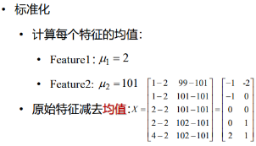 • 标准化
• 计算每个特征的均值:
• Feature1: μ₁ = 2
• Feature2: μ₂ = 101
• 原始特征减去均值: x = [1−2 99−101; 1−2 101−101; 2−2 101−101; 2−2 102−101; 4−2 102−101] = [−1 -2; −1 0; 0 0; 0 1; 2 1]